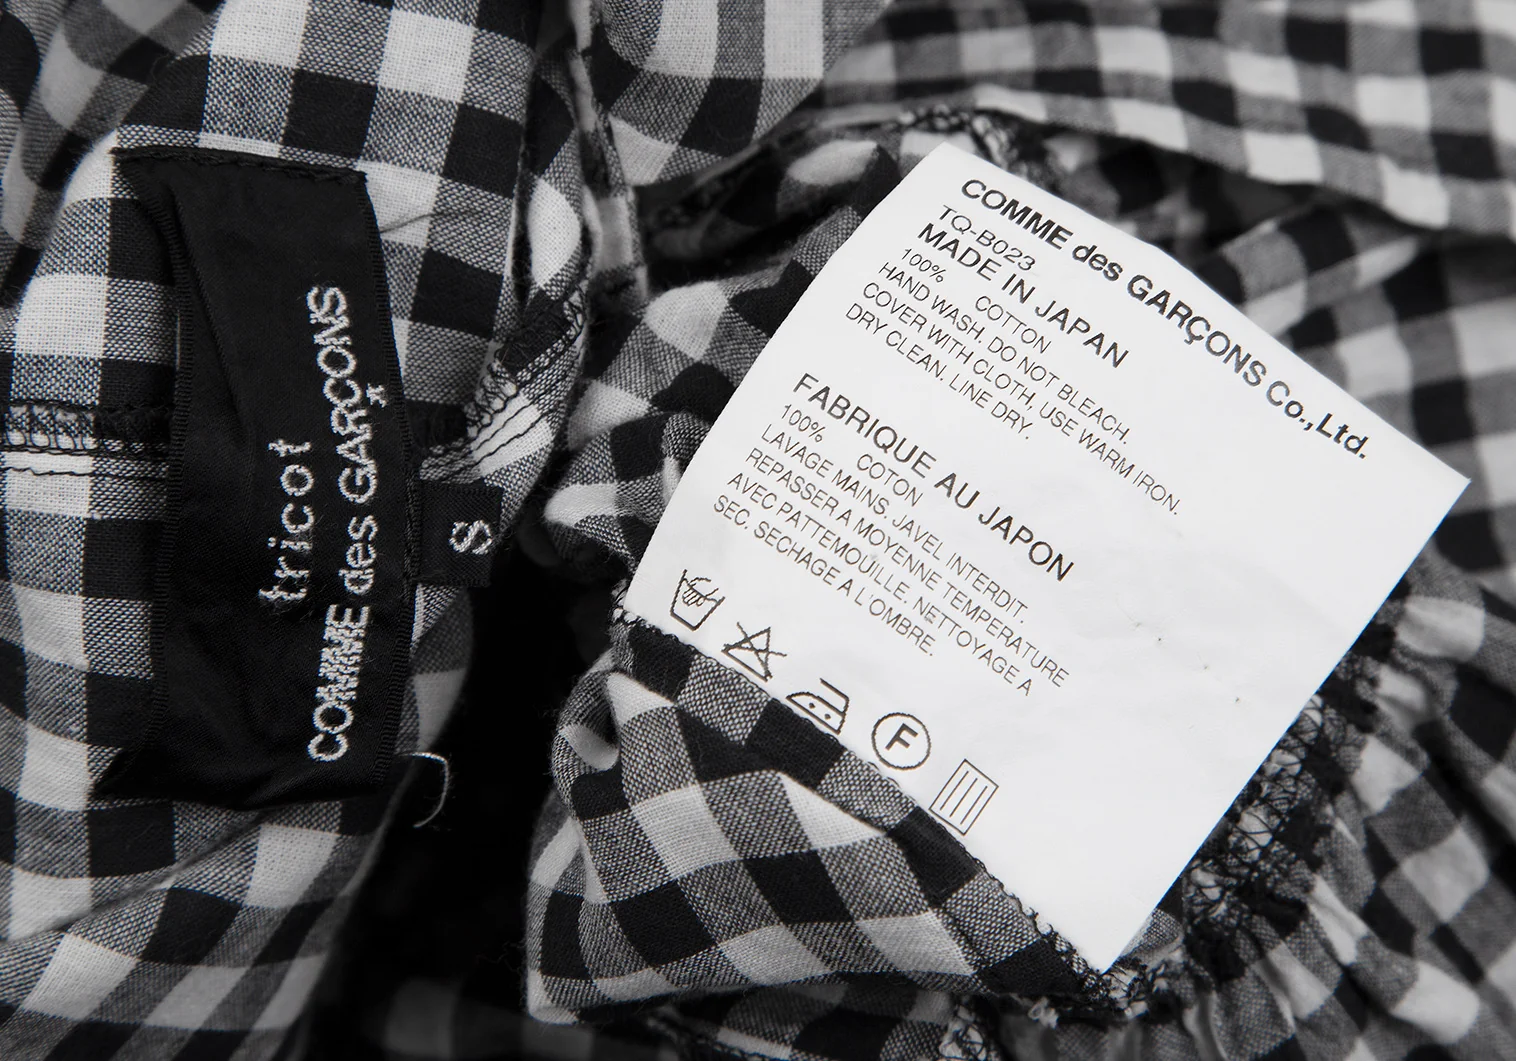 tricot
COMME des GARÇONS
S
COMME des GARÇONS Co.,Ltd.
TQ-B023
MADE IN JAPAN
100% COTTON
HAND WASH. DO NOT BLEACH.
COVER WITH CLOTH, USE WARM IRON.
DRY CLEAN. LINE DRY.
FABRIQUE AU JAPON
100% COTON
LAVAGE MAINS. JAVEL INTERDIT.
REPASSER A MOYENNE TEMPERATURE
AVEC PATTEMOUILLE. NETTOYAGE A
SEC. SECHAGE A L'OMBRE.
F